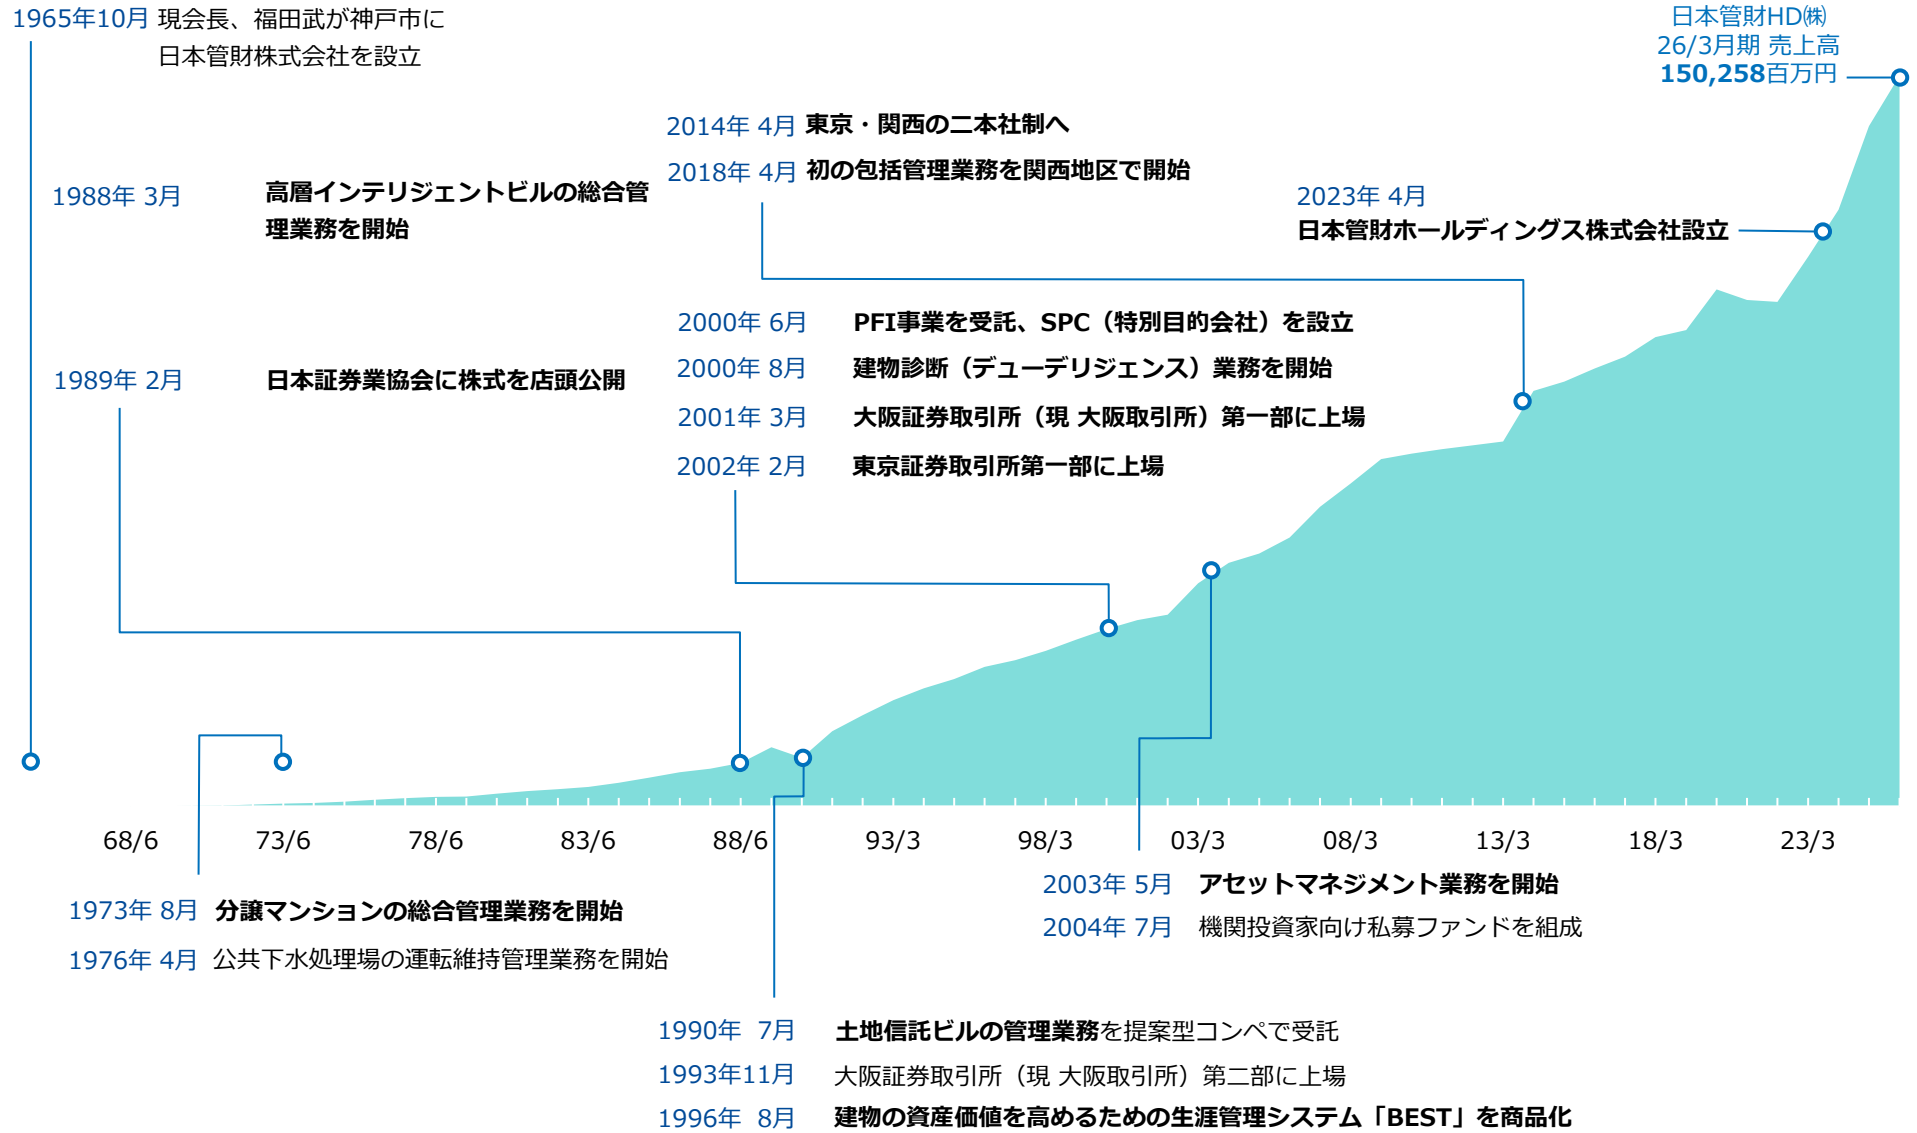 1965年10月 現会長、福田武が神戸市に
日本管財株式会社を設立
日本管財HD㈱
26/3月期 売上高
150,258百万円
2014年 4月 東京・関西の二本社制へ
2018年 4月 初の包括管理業務を関西地区で開始
1988年 3月 高層インテリジェントビルの総合管
理業務を開始
2023年 4月
日本管財ホールディングス株式会社設立
2000年 6月 PFI事業を受託、SPC（特別目的会社）を設立
2000年 8月 建物診断（デューデリジェンス）業務を開始
1989年 2月 日本証券業協会に株式を店頭公開
2001年 3月 大阪証券取引所（現 大阪取引所）第一部に上場
2002年 2月 東京証券取引所第一部に上場
68/6 73/6 78/6 83/6 88/6 93/3 98/3 03/3 08/3 13/3 18/3 23/3
1973年 8月 分譲マンションの総合管理業務を開始
1976年 4月 公共下水処理場の運転維持管理業務を開始
2003年 5月 アセットマネジメント業務を開始
2004年 7月 機関投資家向け私募ファンドを組成
1990年 7月 土地信託ビルの管理業務を提案型コンペで受託
1993年11月 大阪証券取引所（現 大阪取引所）第二部に上場
1996年 8月 建物の資産価値を高めるための生涯管理システム「BEST」を商品化